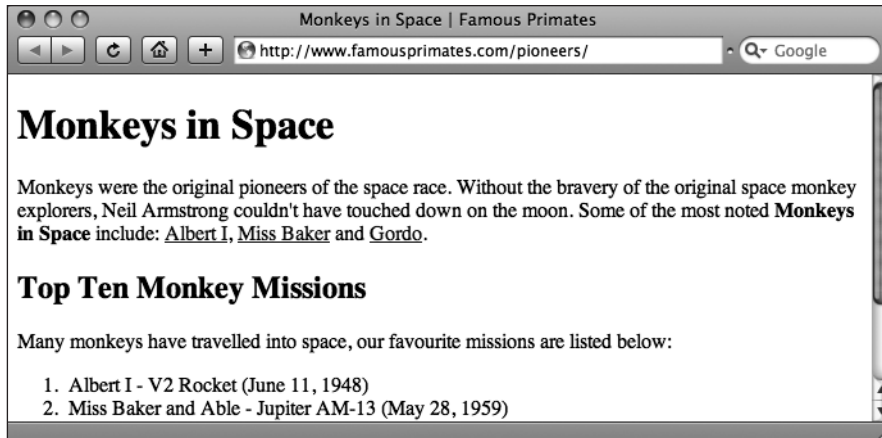 Monkeys in Space | Famous Primates
http://www.famousprimates.com/pioneers/
Google
Monkeys in Space
Monkeys were the original pioneers of the space race. Without the bravery of the original space monkey
explorers, Neil Armstrong couldn't have touched down on the moon. Some of the most noted Monkeys
in Space include: Albert I, Miss Baker and Gordo.
Top Ten Monkey Missions
Many monkeys have travelled into space, our favourite missions are listed below:
1. Albert I - V2 Rocket (June 11, 1948)
2. Miss Baker and Able - Jupiter AM-13 (May 28, 1959)